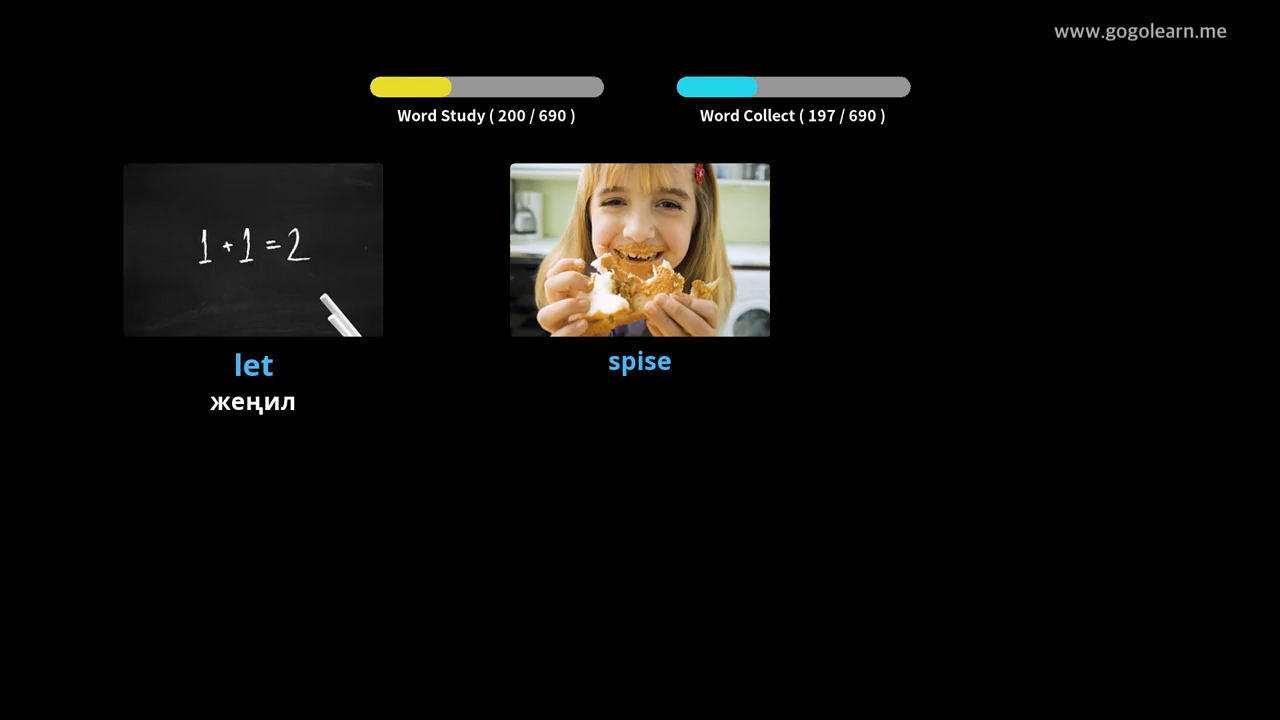 www.gogolearn.me
Word Study ( 200 / 690 )
Word Collect ( 197 / 690 )
1 + 1 = 2
let
жеңил
spise